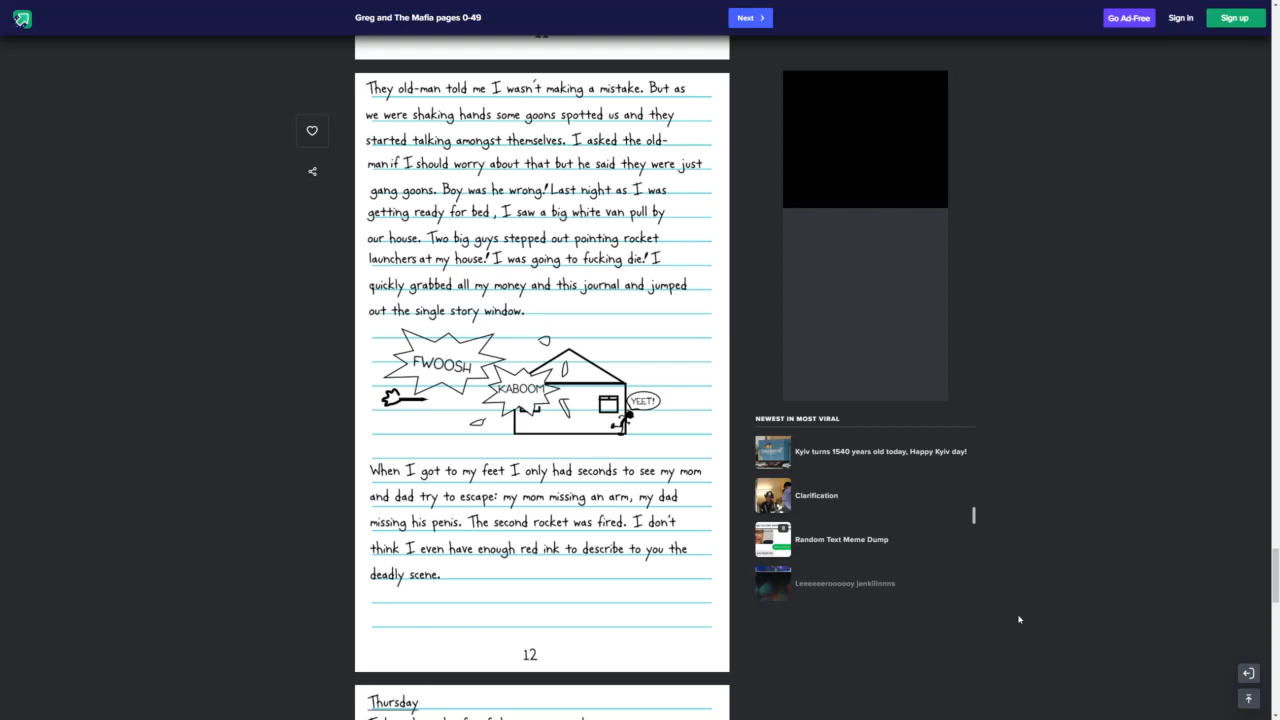 Greg and The Mafia pages 0-49
Next
Go Ad-Free
Sign in
Sign up
They old-man told me I wasn't making a mistake. But as
we were shaking hands some goons spotted us and they
started talking amongst themselves. I asked the old-
man if I should worry about that but he said they were just
gang goons. Boy was he wrong! Last night as I was
getting ready for bed, I saw a big white van pull by
our house. Two big guys stepped out pointing rocket
launchers at my house! I was going to fucking die! I
quickly grabbed all my money and this journal and jumped
out the single story window.
FWOOSH
KABOOM
YEET!
When I got to my feet I only had seconds to see my mom
and dad try to escape: my mom missing an arm, my dad
missing his penis. The second rocket was fired. I don't
think I even have enough red ink to describe to you the
deadly scene.
12
Thursday
NEWEST IN MOST VIRAL
Kyiv turns 1540 years old today, Happy Kyiv day!
Clarification
Random Text Meme Dump
Leeeeeeroooooy jenkiiinnns